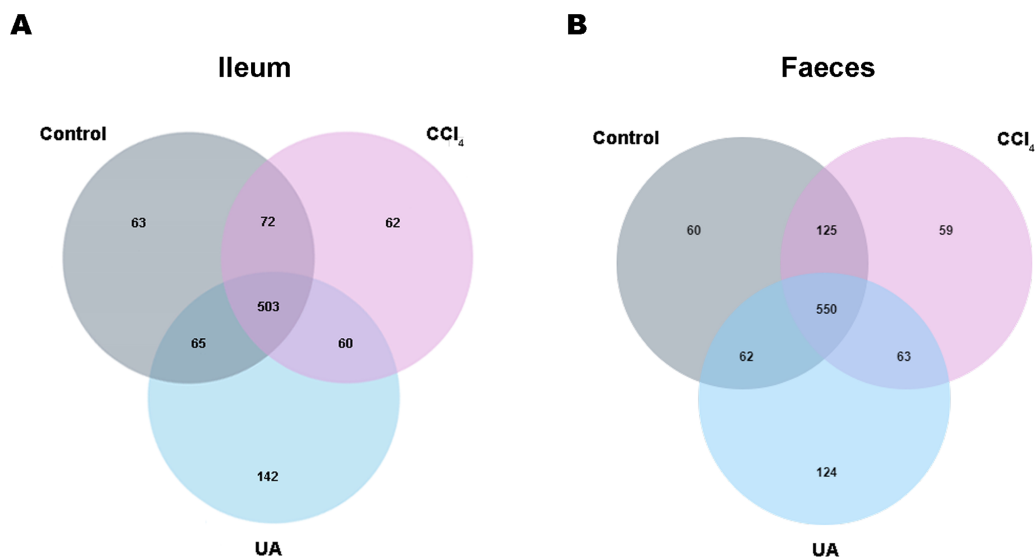 A
B
Ileum
Faeces
Control
CCl₄
Control
CCl₄
63
72
62
60
125
59
503
550
65
60
62
63
142
124
UA
UA